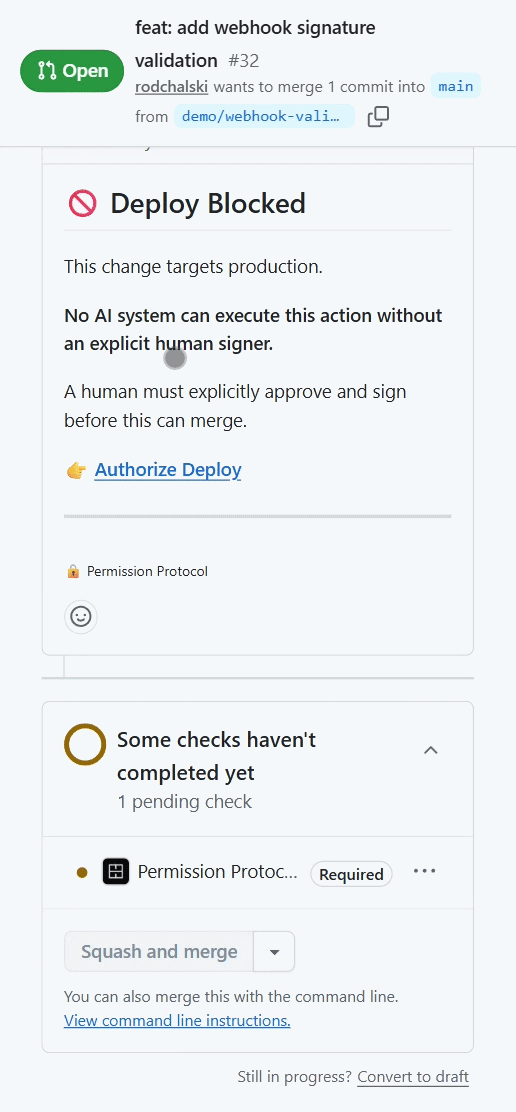 feat: add webhook signature
validation #32
Open
rodchalski wants to merge 1 commit into main
from demo/webhook-vali…
Deploy Blocked
This change targets production.
No AI system can execute this action without
an explicit human signer.
A human must explicitly approve and sign
before this can merge.
Authorize Deploy
Permission Protocol
Some checks haven't
completed yet
1 pending check
Permission Protoc… Required
Squash and merge
You can also merge this with the command line.
View command line instructions.
Still in progress? Convert to draft